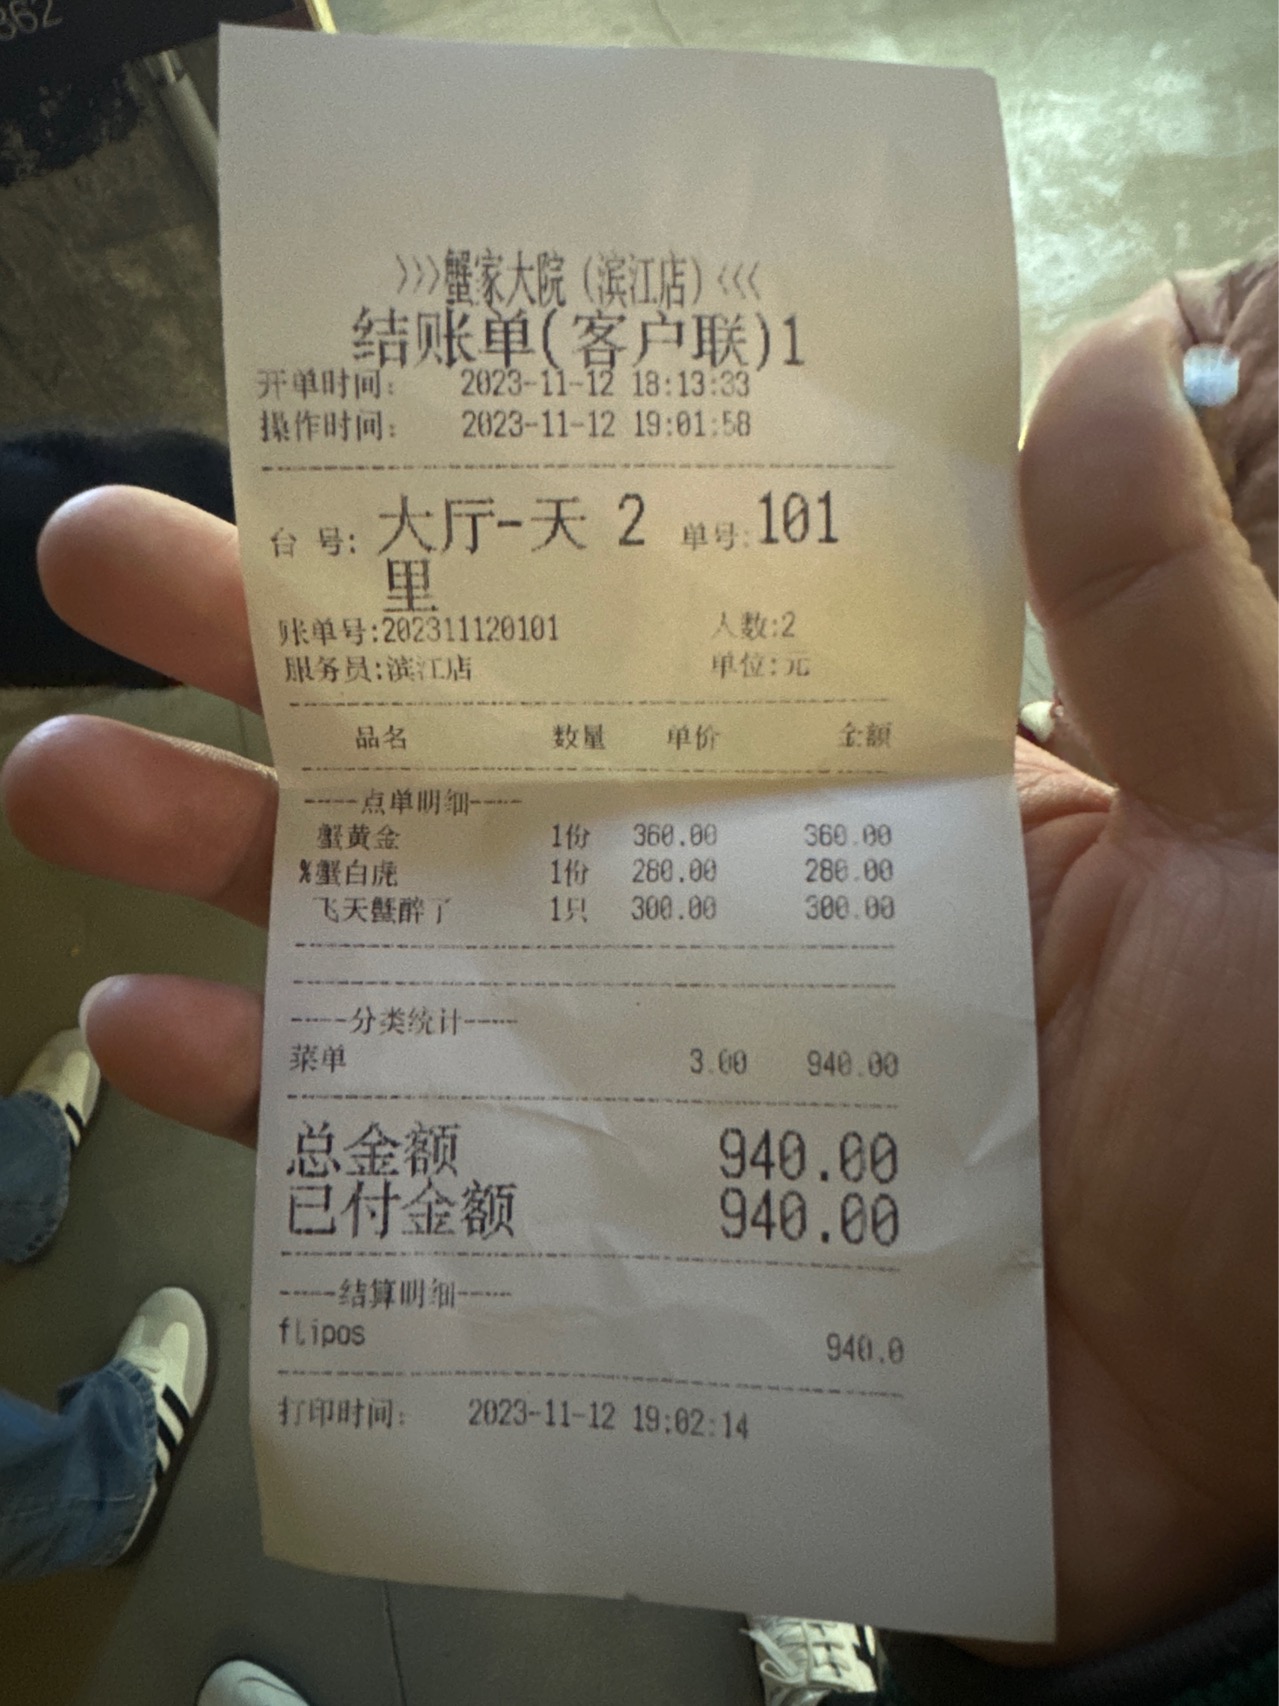 362
>>>蟹家大院(滨江店)<<<
结账单(客户联)1
开单时间: 2023-11-12 18:13:33
操作时间: 2023-11-12 19:01:58
台 号: 大厅-天 2 单号:101
里
账单号:202311120101 人数:2
服务员:滨江店 单位:元
品名 数量 单价 金额
-----点单明细-----
蟹黄金 1份 360.00 360.00
%蟹白虎 1份 280.00 280.00
飞天蟹醉了 1只 300.00 300.00
-----分类统计-----
菜单 3.00 940.00
总金额 940.00
已付金额 940.00
-----结算明细-----
flipos 940.0
打印时间: 2023-11-12 19:02:14